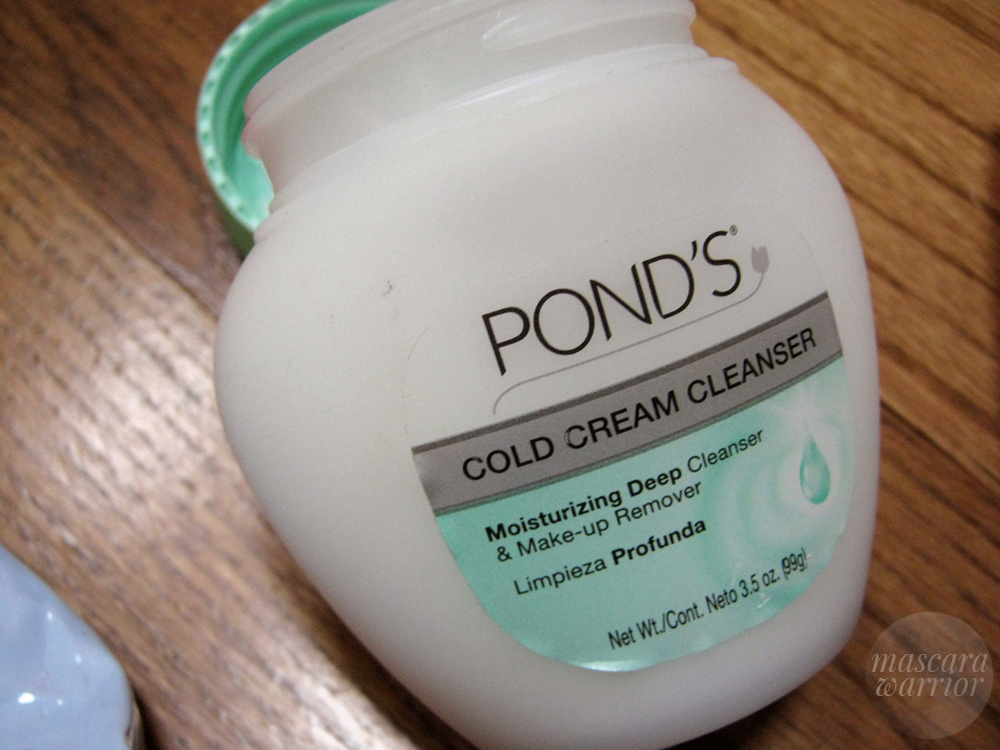 POND'S®
COLD CREAM CLEANSER
Moisturizing Deep Cleanser
& Make-up Remover
Limpieza Profunda
Net Wt./Cont. Neto 3.5 oz. (99g)
mascara
warrior